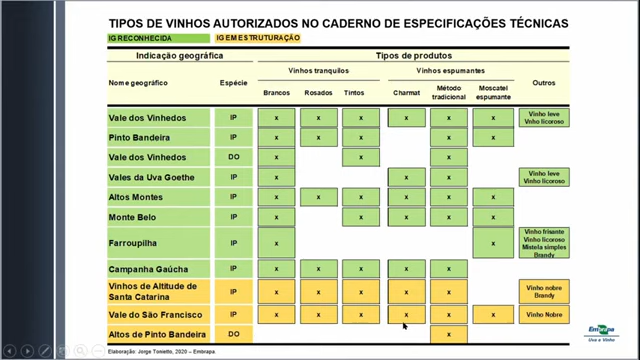 TIPOS DE VINHOS AUTORIZADOS NO CADERNO DE ESPECIFICAÇÕES TÉCNICAS
IG RECONHECIDA IG EM ESTRUTURAÇÃO
Indicação geográfica Tipos de produtos
Nome geográfico Espécie Vinhos tranquilos Vinhos espumantes Outros
Brancos Rosados Tintos Charmat Método tradicional Moscatel espumante
Vale dos Vinhedos IP x x x x x x Vinho leve
Vnho licoroso
Pinto Bandeira IP x x x x x
Vale dos Vinhedos DO x x x
Vales da Uva Goethe IP x x x Vinho leve
Vinho licoroso
Altos Montes IP x x x x x x
Monte Belo IP x x x x x
Farroupilha IP x x Vinho frisante
Vinho licoroso
Mistela simples
Brandy
Campanha Gaúcha IP x x x x x
Vinhos de Altitude de
Santa Catarina IP x x x x x Vinho nobre
Brandy
Vale do São Francisco IP x x x x x x Vinho Nobre
Altos de Pinto Bandeira DO x
Elaboração: Jorge Tonietto, 2020 – Embrapa.
Embrapa
Uva e Vinho